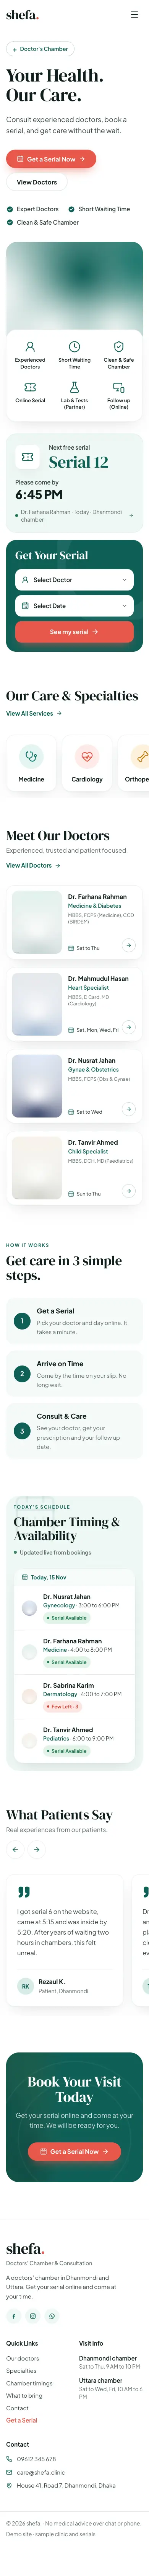 shefa.
Doctor's Chamber
Your Health.
Our Care.
Consult experienced doctors, book a
serial, and get care without the wait.
Get a Serial Now
View Doctors
Expert Doctors
Short Waiting Time
Clean & Safe Chamber
Experienced
Doctors
Short Waiting
Time
Clean & Safe
Chamber
Online Serial
Lab & Tests
(Partner)
Follow up
(Online)
Next free serial
Serial 12
Please come by
6:45 PM
Dr. Farhana Rahman · Today · Dhanmondi
chamber
Get Your Serial
Select Doctor
Select Date
See my serial
Our Care & Specialties
View All Services
Medicine
Cardiology
Orthope
Meet Our Doctors
Experienced, trusted and patient focused.
View All Doctors
Dr. Farhana Rahman
Medicine & Diabetes
MBBS, FCPS (Medicine), CCD
(BIRDEM)
Sat to Thu
Dr. Mahmudul Hasan
Heart Specialist
MBBS, D-Card, MD
(Cardiology)
Sat, Mon, Wed, Fri
Dr. Nusrat Jahan
Gynae & Obstetrics
MBBS, FCPS (Obs & Gynae)
Sat to Wed
Dr. Tanvir Ahmed
Child Specialist
MBBS, DCH, MD (Paediatrics)
Sun to Thu
HOW IT WORKS
Get care in 3 simple
steps.
1
Get a Serial
Pick your doctor and day online. It
takes a minute.
2
Arrive on Time
Come by the time on your slip. No
long wait.
3
Consult & Care
See your doctor, get your
prescription and your follow up
date.
TODAY'S SCHEDULE
Chamber Timing &
Availability
Updated live from bookings
Today, 15 Nov
Dr. Nusrat Jahan
Gynecology · 3:00 to 6:00 PM
Serial Available
Dr. Farhana Rahman
Medicine · 4:00 to 8:00 PM
Serial Available
Dr. Sabrina Karim
Dermatology · 4:00 to 7:00 PM
Few Left · 3
Dr. Tanvir Ahmed
Pediatrics · 6:00 to 9:00 PM
Serial Available
What Patients Say
Real experiences from our patients.
I got serial 6 on the website,
came at 5:15 and was inside by
5:20. After years of waiting two
hours in chambers, this felt
unreal.
RK
Rezaul K.
Patient, Dhanmondi
Book Your Visit
Today
Get your serial online and come at your
time. We will be ready for you.
Get a Serial Now
shefa.
Doctors' Chamber & Consultation
A doctors' chamber in Dhanmondi and
Uttara. Get your serial online and come at
your time.
Quick Links
Our doctors
Specialties
Chamber timings
What to bring
Contact
Get a Serial
Visit Info
Dhanmondi chamber
Sat to Thu, 9 AM to 10 PM
Uttara chamber
Sat to Wed, Fri, 10 AM to 6
PM
Contact
09612 345 678
care@shefa.clinic
House 41, Road 7, Dhanmondi, Dhaka
© 2026 shefa. · No medical advice over chat or phone.
Demo site · sample clinic and serials